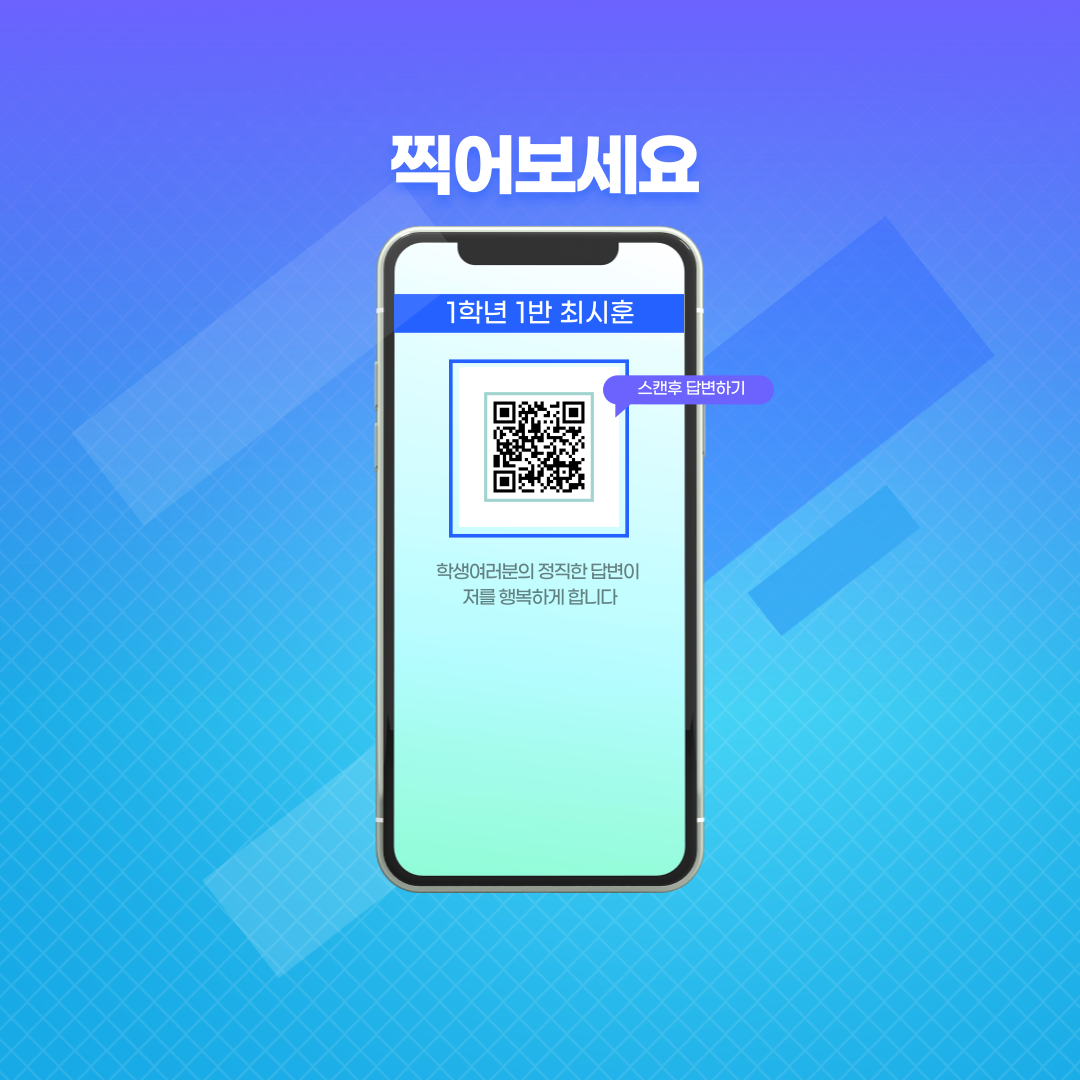 찍어보세요
1학년 1반 최시훈
스캔후 답변하기
학생여러분의 정직한 답변이
저를 행복하게 합니다